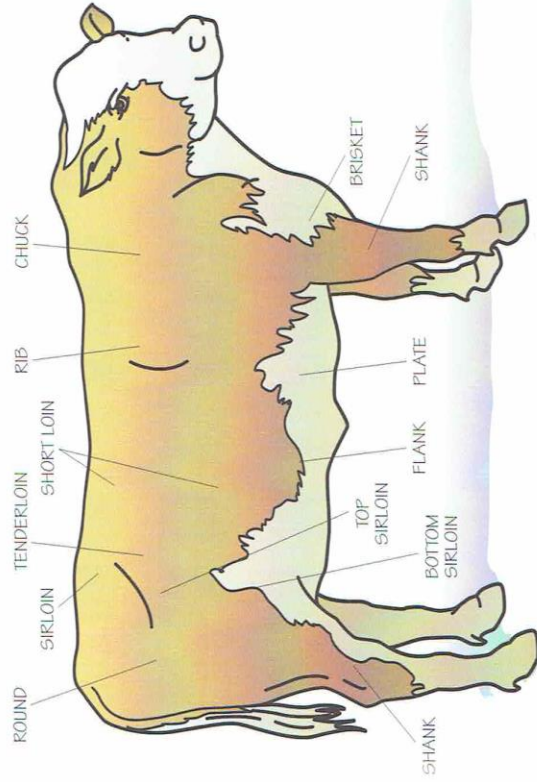 ROUND
SIRLOIN
TENDERLOIN
SHORT LOIN
RIB
CHUCK
SHANK
BOTTOM
SIRLOIN
TOP
SIRLOIN
FLANK
PLATE
BRISKET
SHANK